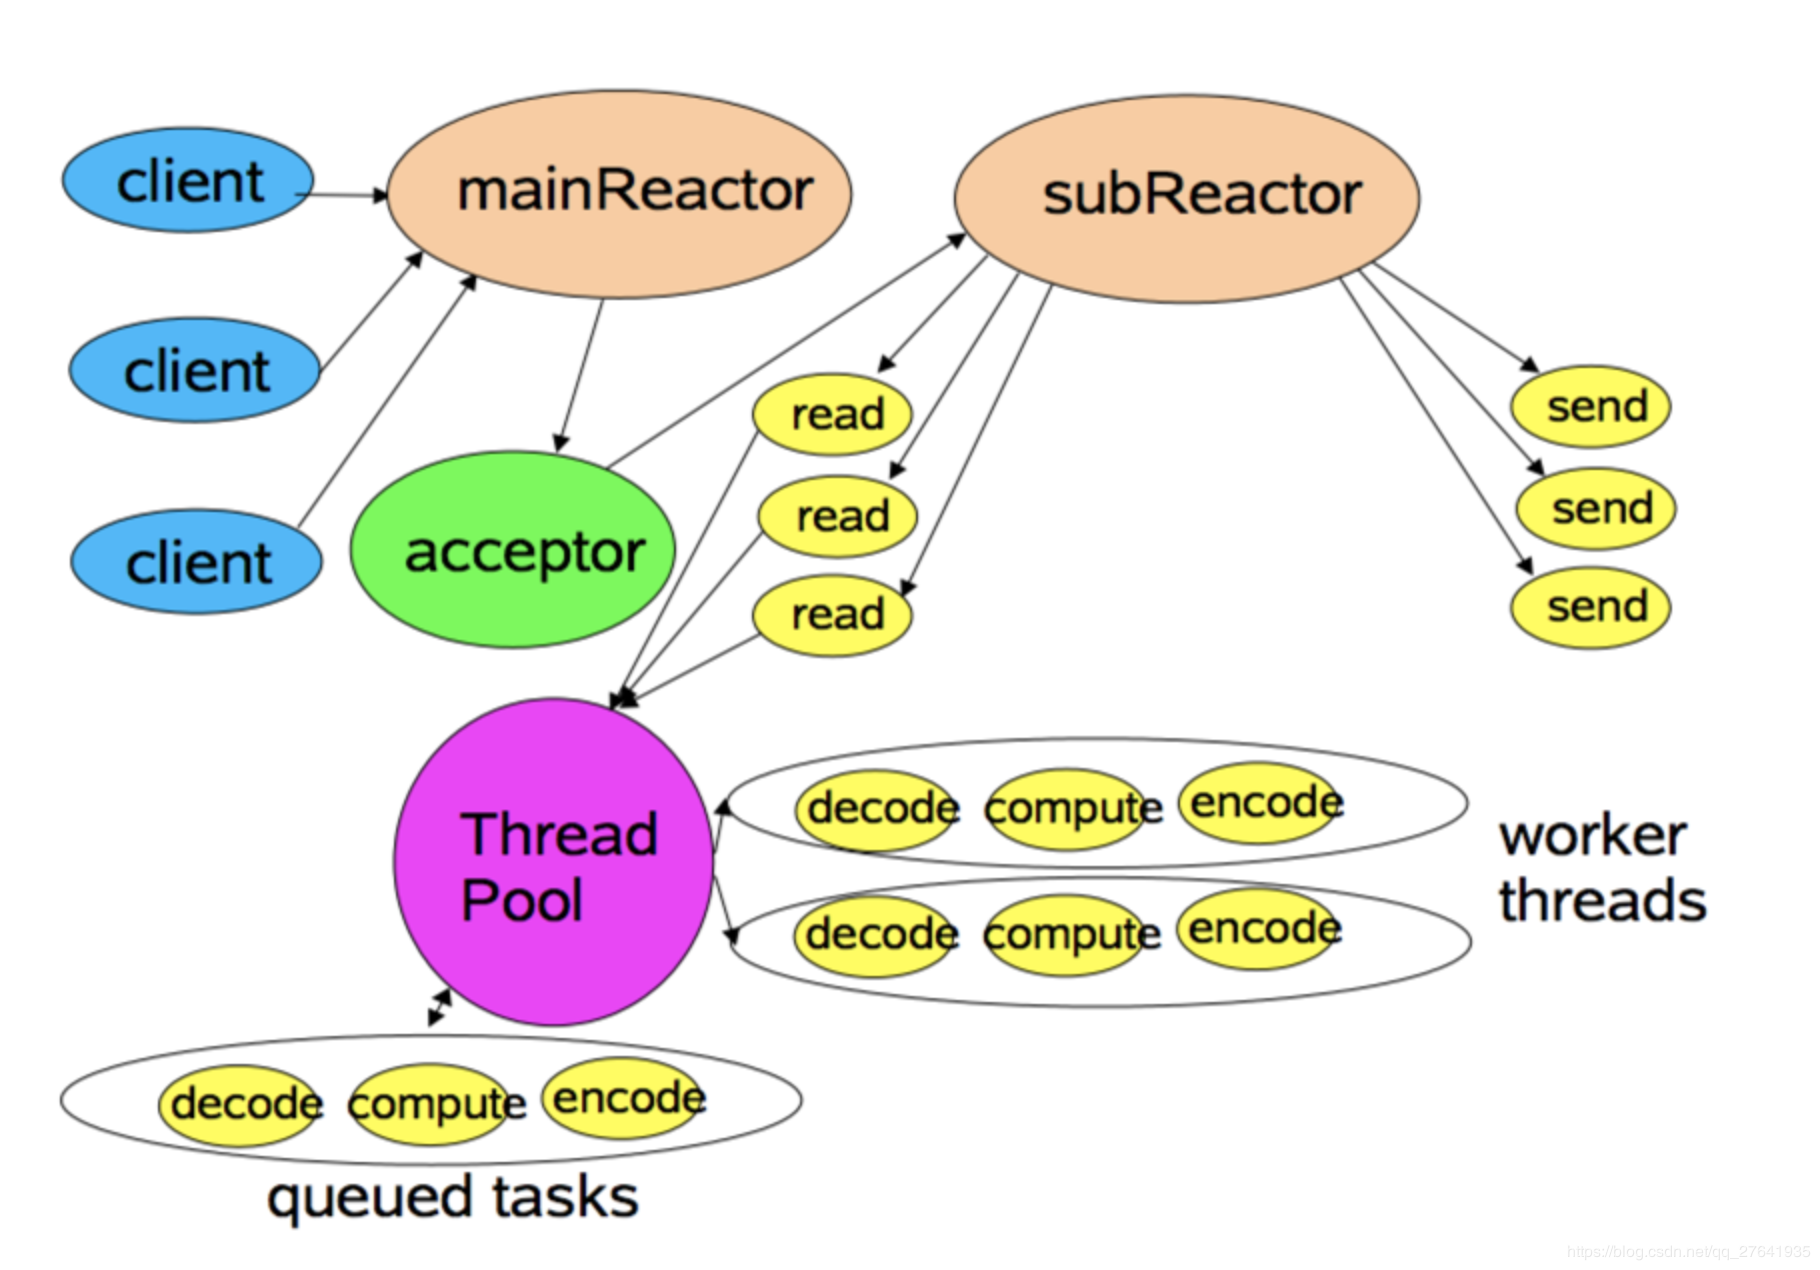 client
mainReactor
subReactor
client
client
acceptor
read
read
read
send
send
send
Thread
Pool
decode compute encode
decode compute encode
worker
threads
decode compute encode
queued tasks
https://blog.csdn.net/qq_27641935